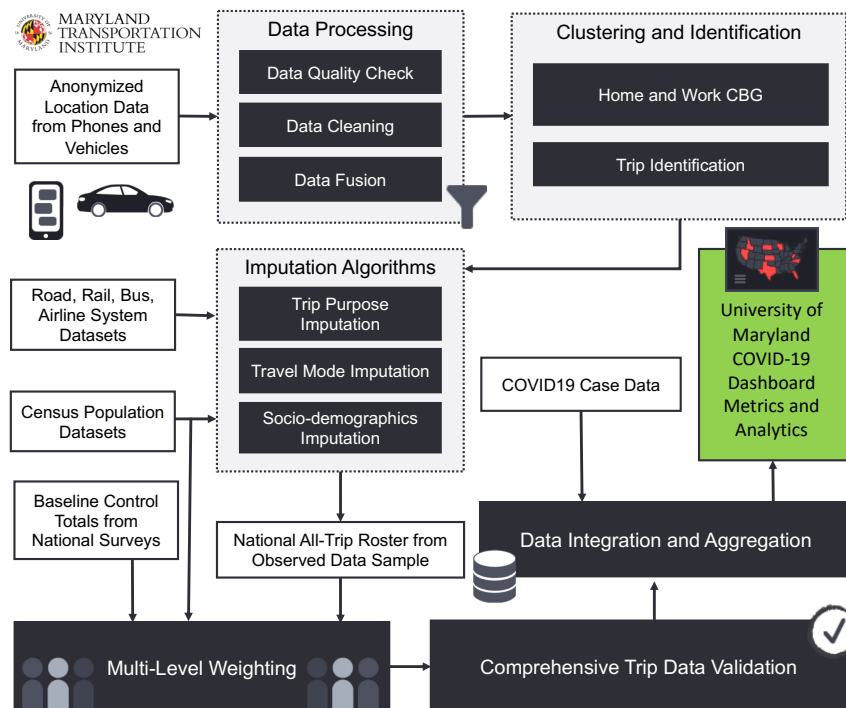 UNIVERSITY OF
MARYLAND
MARYLAND
TRANSPORTATION
INSTITUTE
Data Processing
Data Quality Check
Data Cleaning
Data Fusion
Clustering and Identification
Home and Work CBG
Trip Identification
Anonymized
Location Data
from Phones and
Vehicles
Imputation Algorithms
Trip Purpose
Imputation
Travel Mode Imputation
Socio-demographics
Imputation
Road, Rail, Bus,
Airline System
Datasets
Census Population
Datasets
Baseline Control
Totals from
National Surveys
National All-Trip Roster from
Observed Data Sample
COVID19 Case Data
University of
Maryland
COVID-19
Dashboard
Metrics and
Analytics
Data Integration and Aggregation
Multi-Level Weighting
Comprehensive Trip Data Validation